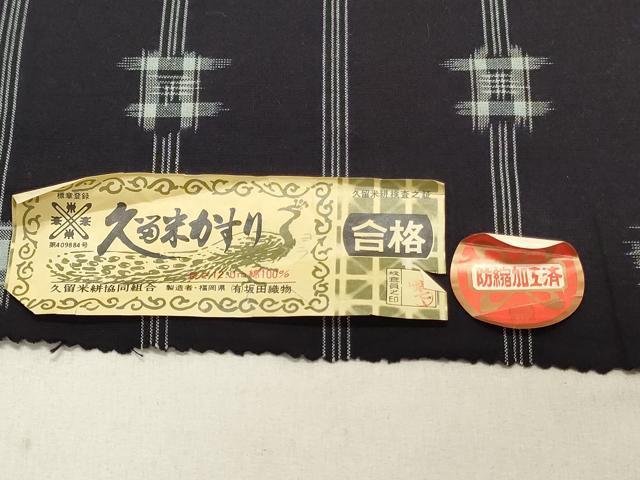 標章登録
第409884号
久留米かすり
綿100%
久留米絣協同組合 製造者・福岡県 (有)坂田織物
久留米絣検査之証
合格
検査員之印
防縮加工済